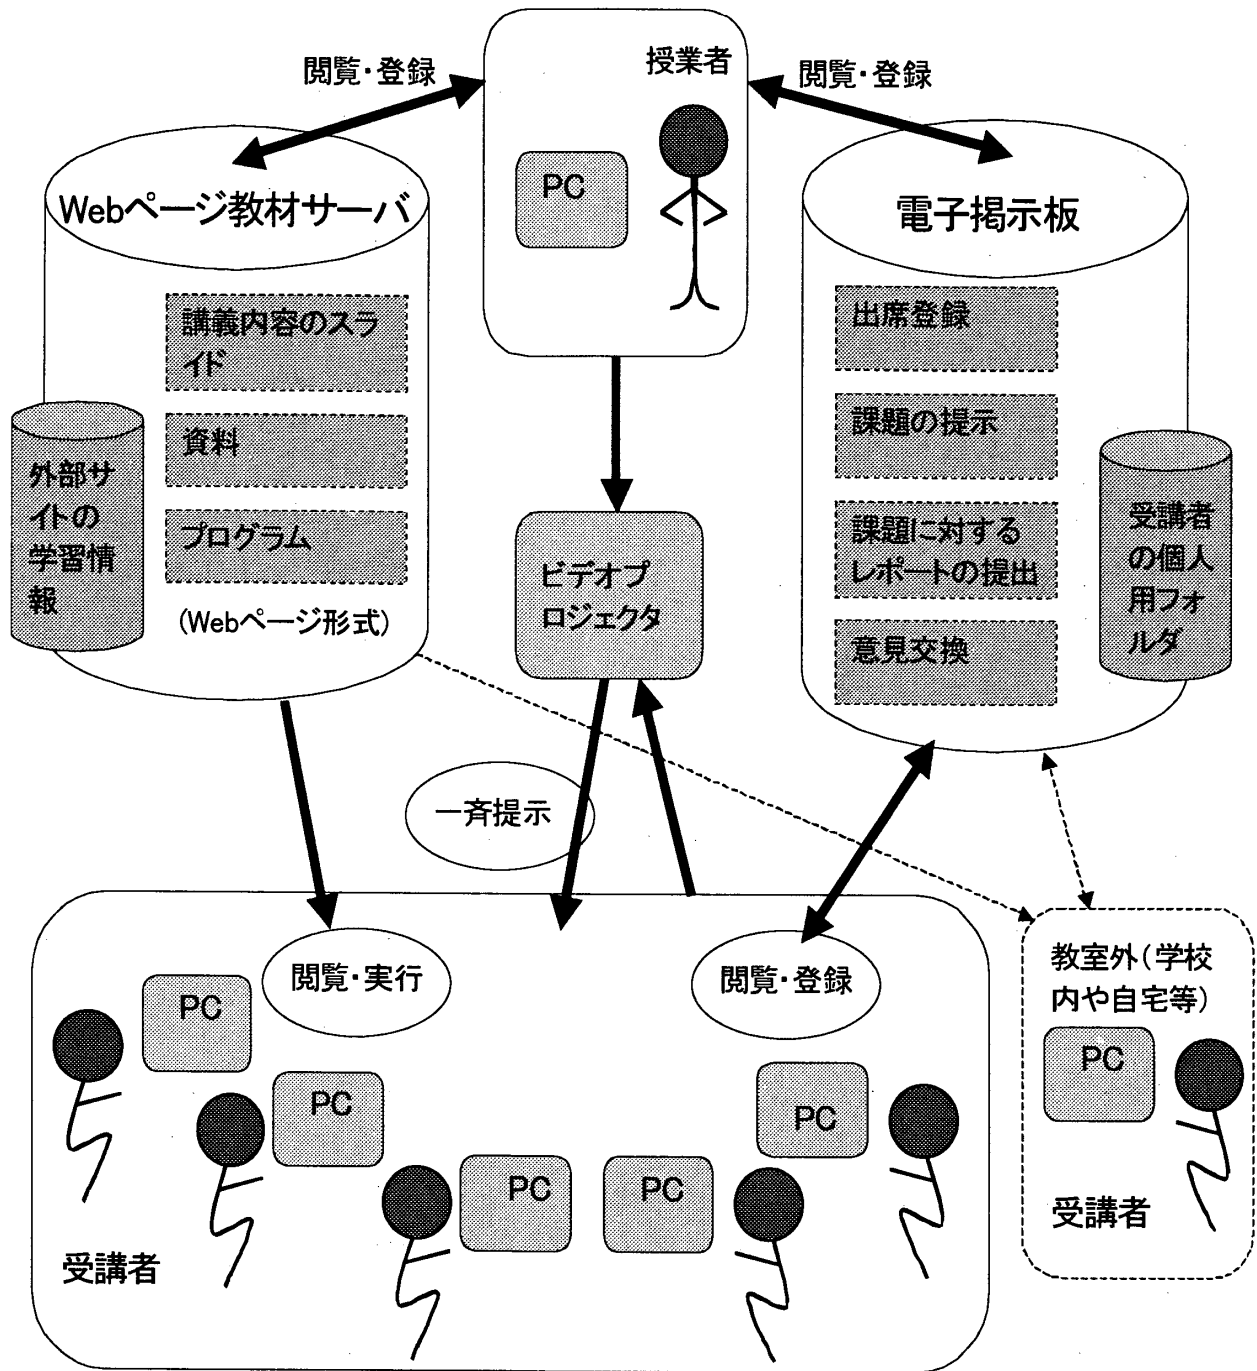 授業者
閲覧・登録
閲覧・登録
PC
Webページ教材サーバ
電子掲示板
講義内容のスラ
イド
資料
プログラム
(Webページ形式)
外部サ
イトの
学習情
報
出席登録
課題の提示
課題に対する
レポートの提出
意見交換
受講者
の個人
用フォ
ルダ
ビデオプ
ロジェクタ
一斉提示
閲覧・実行
閲覧・登録
PC
PC
PC
PC
PC
受講者
教室外(学校
内や自宅等)
PC
受講者